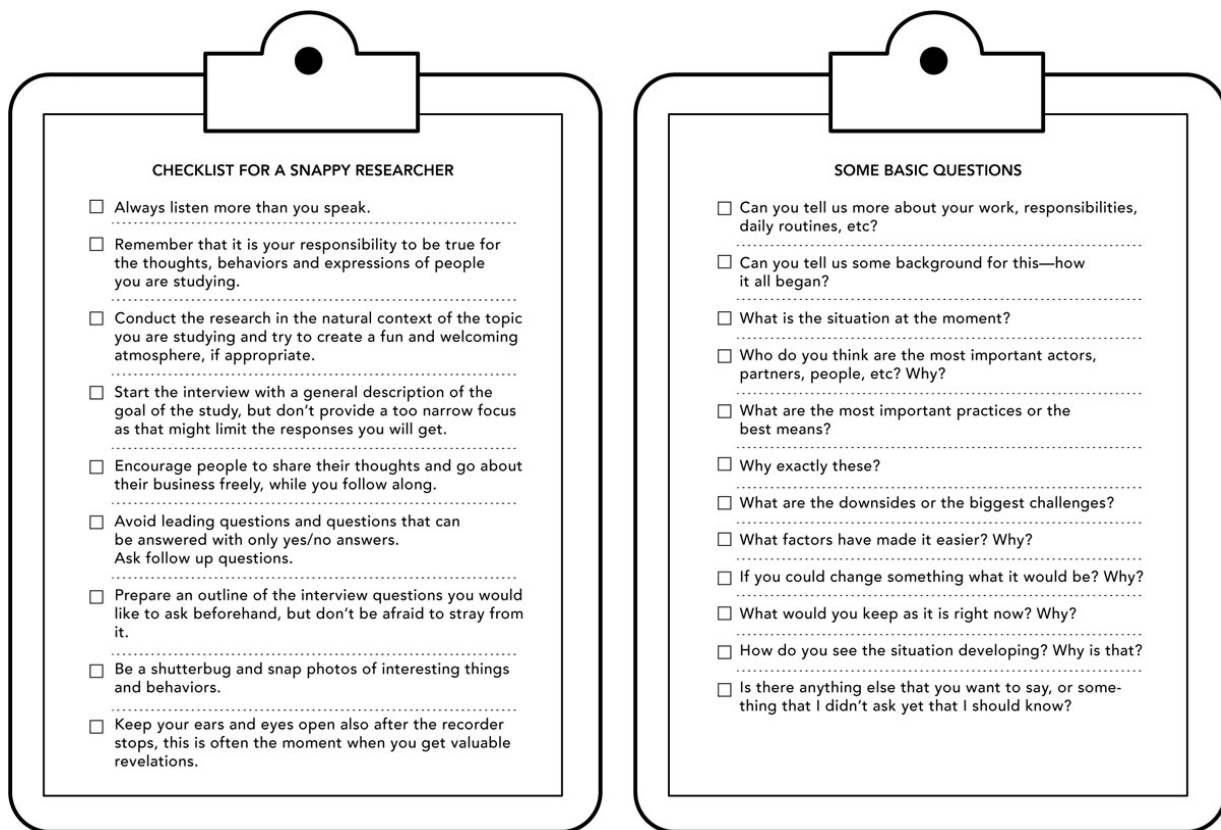 CHECKLIST FOR A SNAPPY RESEARCHER
Always listen more than you speak.
Remember that it is your responsibility to be true for
the thoughts, behaviors and expressions of people
you are studying.
Conduct the research in the natural context of the topic
you are studying and try to create a fun and welcoming
atmosphere, if appropriate.
Start the interview with a general description of the
goal of the study, but don't provide a too narrow focus
as that might limit the responses you will get.
Encourage people to share their thoughts and go about
their business freely, while you follow along.
Avoid leading questions and questions that can
be answered with only yes/no answers.
Ask follow up questions.
Prepare an outline of the interview questions you would
like to ask beforehand, but don't be afraid to stray from
it.
Be a shutterbug and snap photos of interesting things
and behaviors.
Keep your ears and eyes open also after the recorder
stops, this is often the moment when you get valuable
revelations.
SOME BASIC QUESTIONS
Can you tell us more about your work, responsibilities,
daily routines, etc?
Can you tell us some background for this—how
it all began?
What is the situation at the moment?
Who do you think are the most important actors,
partners, people, etc? Why?
What are the most important practices or the
best means?
Why exactly these?
What are the downsides or the biggest challenges?
What factors have made it easier? Why?
If you could change something what it would be? Why?
What would you keep as it is right now? Why?
How do you see the situation developing? Why is that?
Is there anything else that you want to say, or some-
thing that I didn't ask yet that I should know?